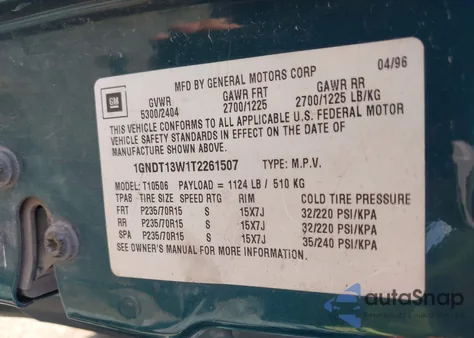 MFD BY GENERAL MOTORS CORP 04/96
GM GVWR GAWR FRT GAWR RR
5300/2404 2700/1225 2700/1225 LB/KG
THIS VEHICLE CONFORMS TO ALL APPLICABLE U.S. FEDERAL MOTOR
VEHICLE SAFETY STANDARDS IN EFFECT ON THE DATE OF
MANUFACTURE SHOWN ABOVE.
1GNDT13W1T2261507 TYPE: M.P.V.
MODEL: T10506 PAYLOAD = 1124 LB / 510 KG
TPAB TIRE SIZE SPEED RTG RIM COLD TIRE PRESSURE
FRT P235/70R15 S 15X7J 32/220 PSI/KPA
RR P235/70R15 S 15X7J 32/220 PSI/KPA
SPA P235/70R15 S 15X7J 35/240 PSI/KPA
SEE OWNER'S MANUAL FOR MORE INFORMATION.
autoSnap